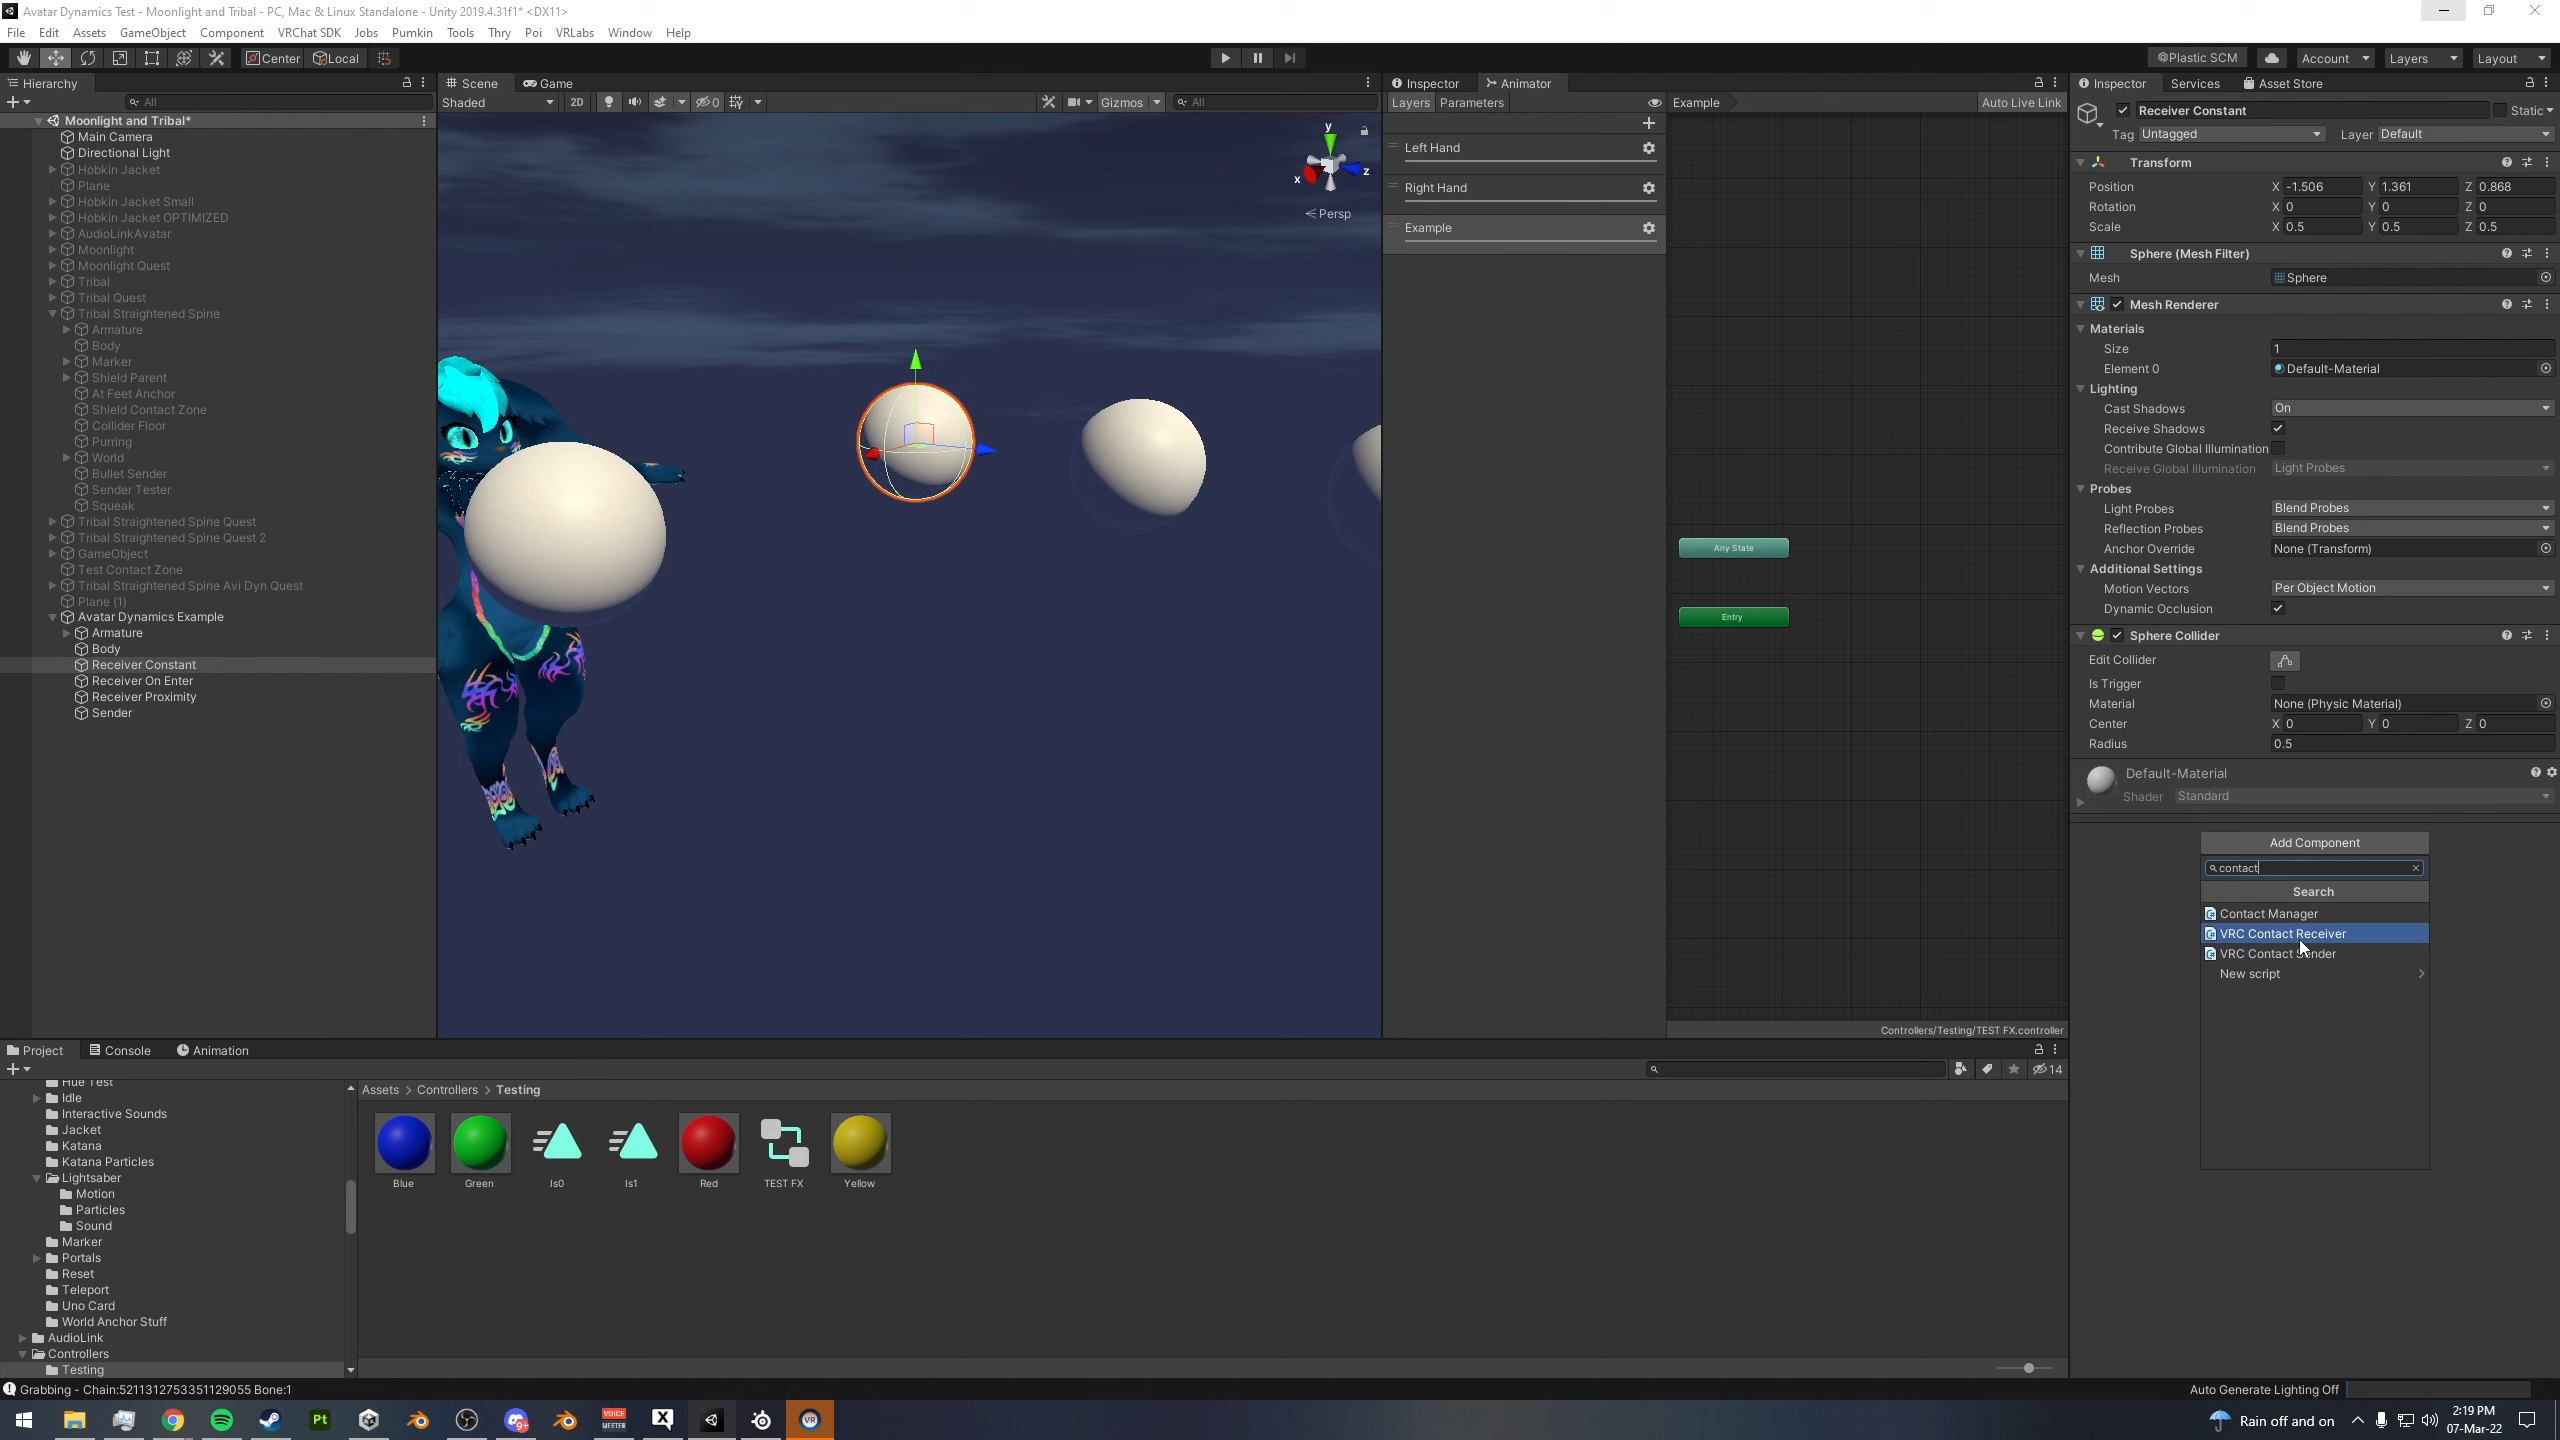 Avatar Dynamics Test - Moonlight and Tribal - PC, Mac & Linux Standalone - Unity 2019.4.31f1* <DX11>
File Edit Assets GameObject Component VRChat SDK Jobs Pumkin Tools Thry Poi VRLabs Window Help
Center Local Plastic SCM Account Layers Layout
Hierarchy
All
Moonlight and Tribal*
Main Camera
Directional Light
Hobkin Jacket
Plane
Hobkin Jacket Small
Hobkin Jacket OPTIMIZED
AudioLinkAvatar
Moonlight
Moonlight Quest
Tribal
Tribal Quest
Tribal Straightened Spine
Armature
Body
Marker
Shield Parent
At Feet Anchor
Shield Contact Zone
Collider Floor
Purring
World
Bullet Sender
Sender Tester
Squeak
Tribal Straightened Spine Quest
Tribal Straightened Spine Quest 2
GameObject
Test Contact Zone
Tribal Straightened Spine Avi Dyn Quest
Plane (1)
Avatar Dynamics Example
Armature
Body
Receiver Constant
Receiver On Enter
Receiver Proximity
Sender
Scene Game
Shaded 2D 0 Gizmos All
y
x z
Persp
Inspector Animator
Layers Parameters Example Auto Live Link
Left Hand
Right Hand
Example
Any State
Entry
Controllers/Testing/TEST FX.controller
Inspector Services Asset Store
Receiver Constant Static
Tag Untagged Layer Default
Transform
Position X -1.506 Y 1.361 Z 0.868
Rotation X 0 Y 0 Z 0
Scale X 0.5 Y 0.5 Z 0.5
Sphere (Mesh Filter)
Mesh Sphere
Mesh Renderer
Materials
Size 1
Element 0 Default-Material
Lighting
Cast Shadows On
Receive Shadows
Contribute Global Illumination
Receive Global Illumination Light Probes
Probes
Light Probes Blend Probes
Reflection Probes Blend Probes
Anchor Override None (Transform)
Additional Settings
Motion Vectors Per Object Motion
Dynamic Occlusion
Sphere Collider
Edit Collider
Is Trigger
Material None (Physic Material)
Center X 0 Y 0 Z 0
Radius 0.5
Default-Material
Shader Standard
Add Component
contact
Search
Contact Manager
VRC Contact Receiver
VRC Contact Sender
New script
Project Console Animation
14
Hue Test
Idle
Interactive Sounds
Jacket
Katana
Katana Particles
Lightsaber
Motion
Particles
Sound
Marker
Portals
Reset
Teleport
Uno Card
World Anchor Stuff
AudioLink
Controllers
Testing
Assets > Controllers > Testing
Blue Green Is0 Is1 Red TEST FX Yellow
Grabbing - Chain:5211312753351129055 Bone:1
Auto Generate Lighting Off
Pt 9+ VOICE MEETER X VR
Rain off and on
2:19 PM
07-Mar-22